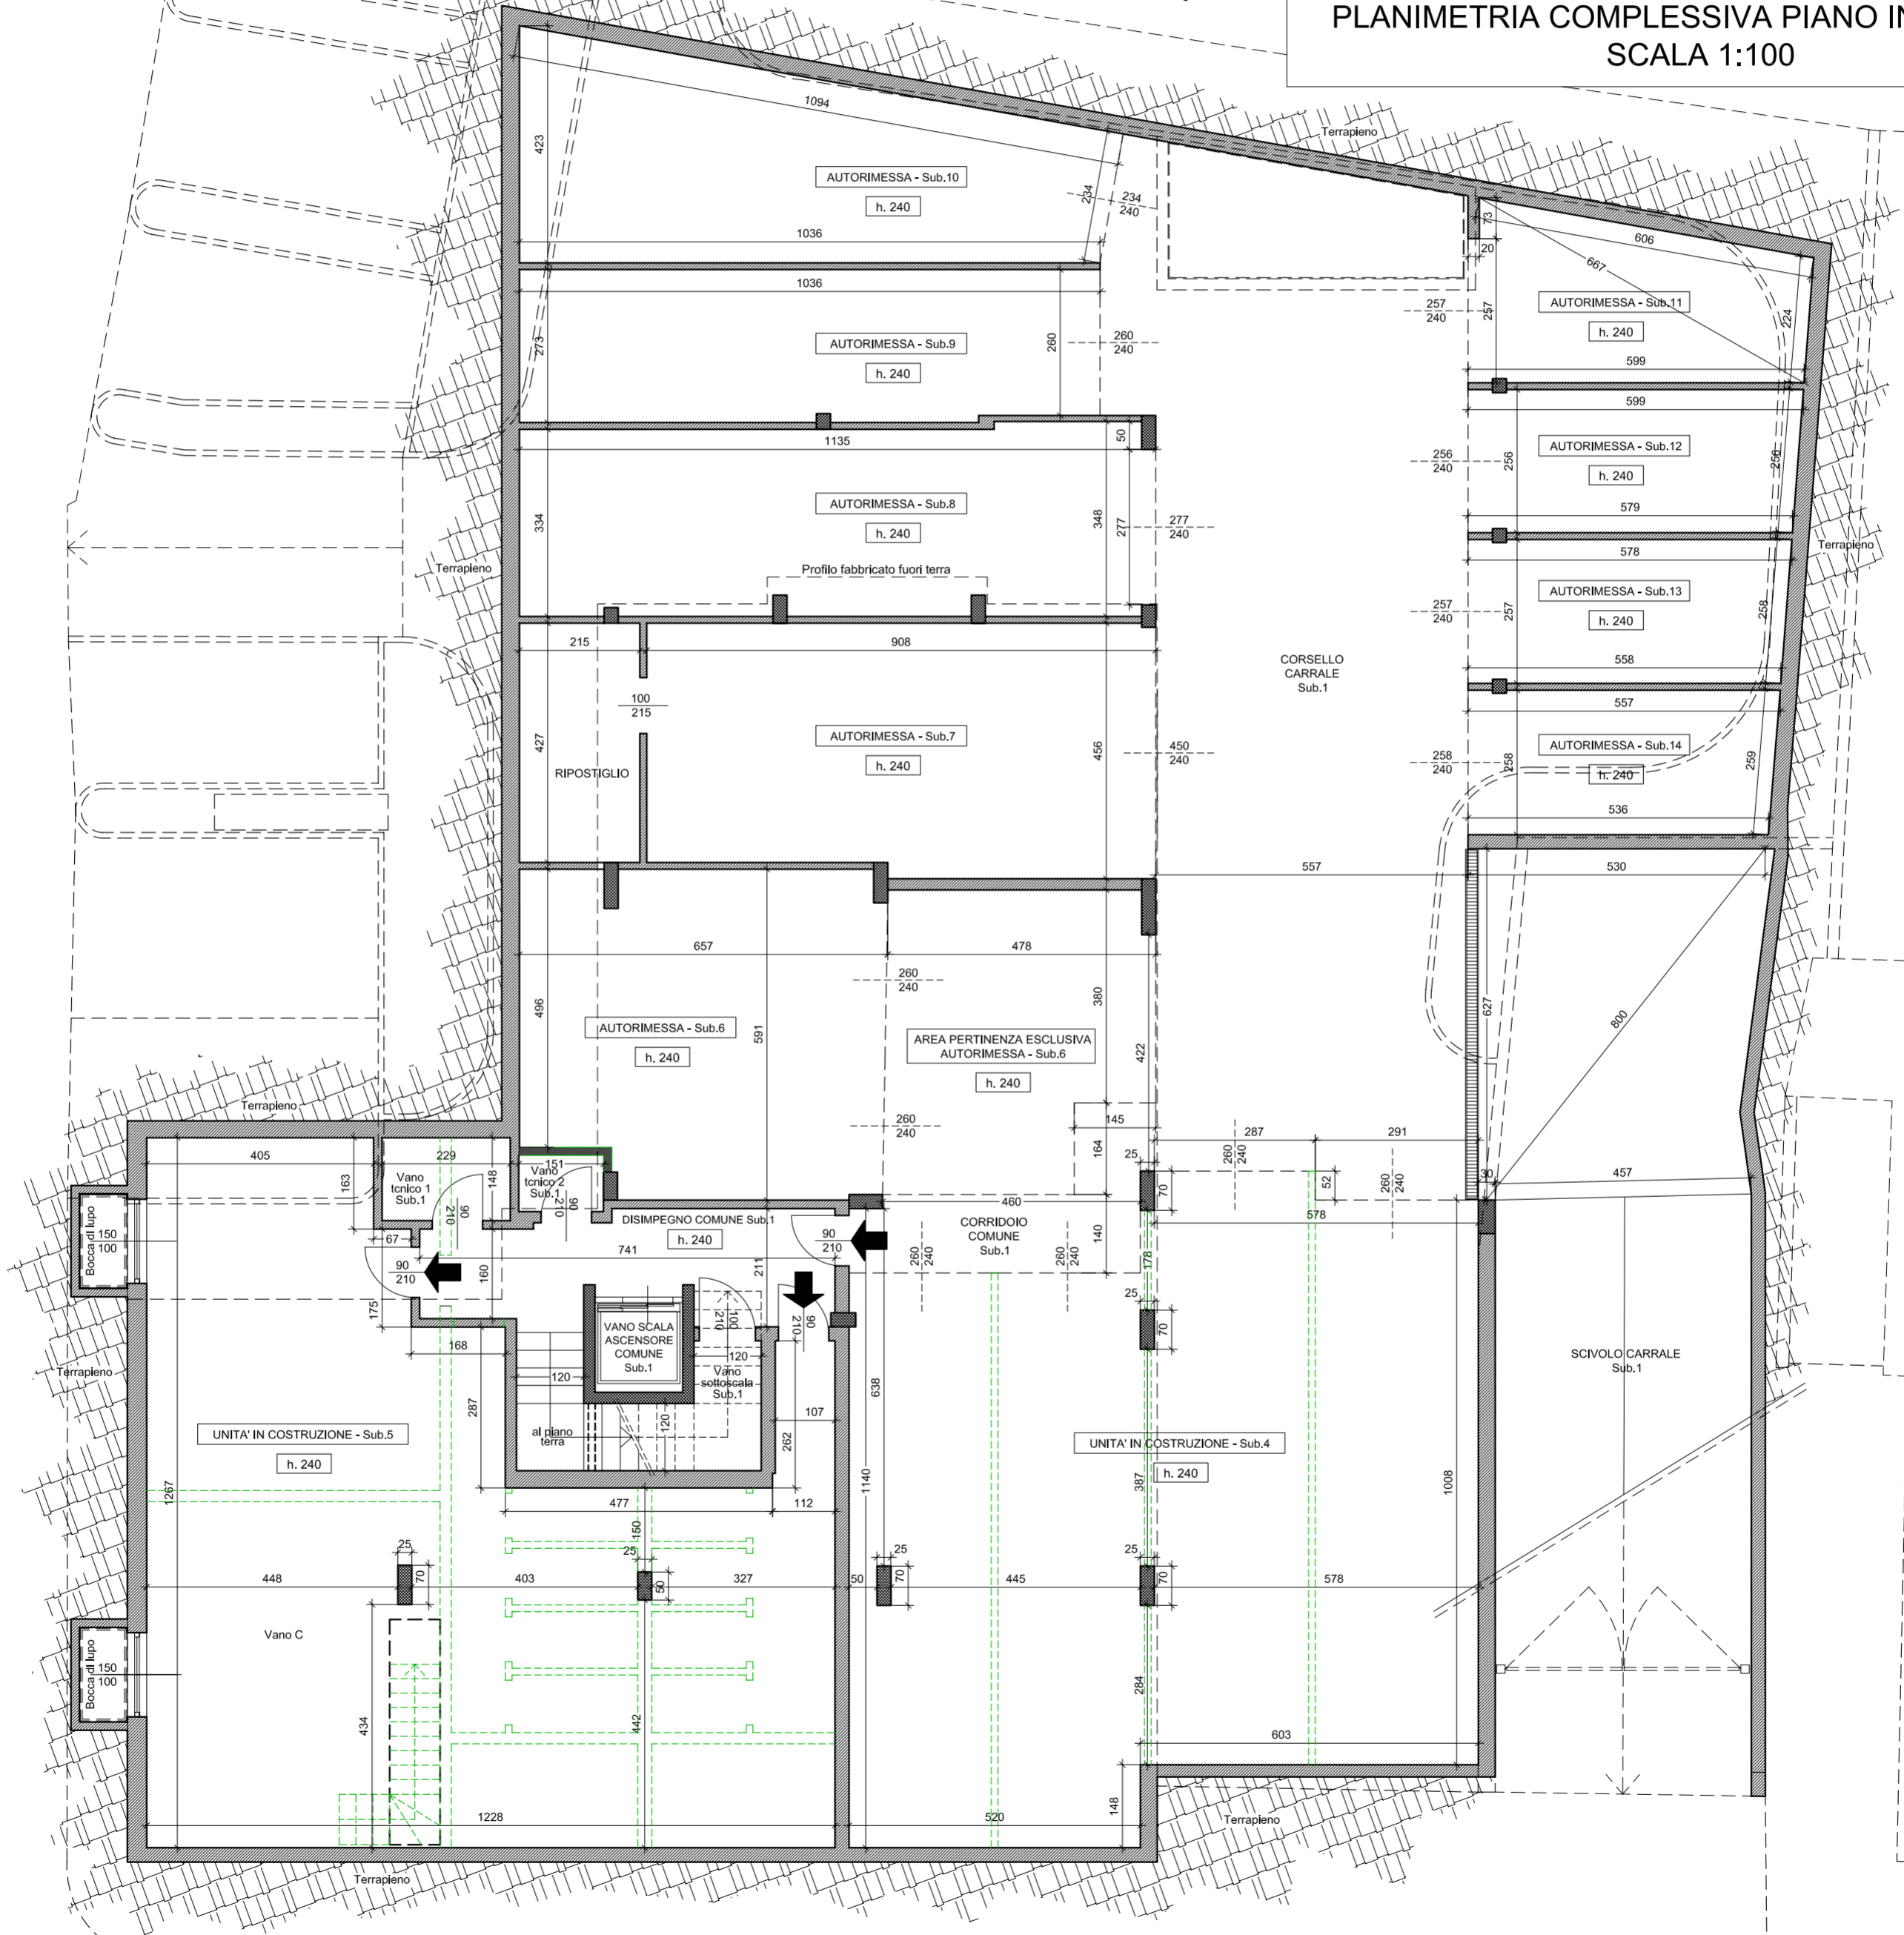 PLANIMETRIA COMPLESSIVA PIANO IN
SCALA 1:100
1094
Terrapieno
423
AUTORIMESSA - Sub.10
h. 240
234
234
240
1036
73
20
606
667
1036
AUTORIMESSA - Sub.11
h. 240
257
240
257
224
599
273
AUTORIMESSA - Sub.9
h. 240
260
260
240
599
1135
50
AUTORIMESSA - Sub.12
h. 240
256
240
256
256
579
334
AUTORIMESSA - Sub.8
h. 240
348
277
277
240
578
Terrapieno
Terrapieno
Profilo fabbricato fuori terra
AUTORIMESSA - Sub.13
h. 240
257
240
257
258
558
215
908
CORSELLO
CARRALE
Sub.1
557
100
215
427
AUTORIMESSA - Sub.7
h. 240
456
450
240
RIPOSTIGLIO
AUTORIMESSA - Sub.14
h. 240
258
240
258
259
536
557
530
657
478
260
240
496
591
380
627
800
AUTORIMESSA - Sub.6
h. 240
AREA PERTINENZA ESCLUSIVA
AUTORIMESSA - Sub.6
h. 240
422
Terrapieno
260
240
145
164
287
291
260
240
260
240
405
229
151
163
148
Vano
tcnico 1
Sub.1
Vano
tcnico 2
Sub.1
90
210
90
210
25
70
52
30
457
460
578
DISIMPEGNO COMUNE Sub.1
h. 240
CORRIDOIO
COMUNE
Sub.1
140
178
260
240
260
240
Bocca di lupo
150
100
67
741
90
210
90
210
160
175
211
168
VANO SCALA
ASCENSORE
COMUNE
Sub.1
100
210
90
210
25
70
120
120
Vano
sottoscala
Sub.1
SCIVOLO CARRALE
Sub.1
Terrapieno
287
638
120
107
262
al piano
terra
UNITA' IN COSTRUZIONE - Sub.5
h. 240
UNITA' IN COSTRUZIONE - Sub.4
h. 240
1267
1140
387
1008
477
112
150
25
25
25
25
70
50
70
70
448
403
327
50
445
578
Vano C
Bocca di lupo
150
100
434
442
284
603
148
1228
520
Terrapieno
Terrapieno